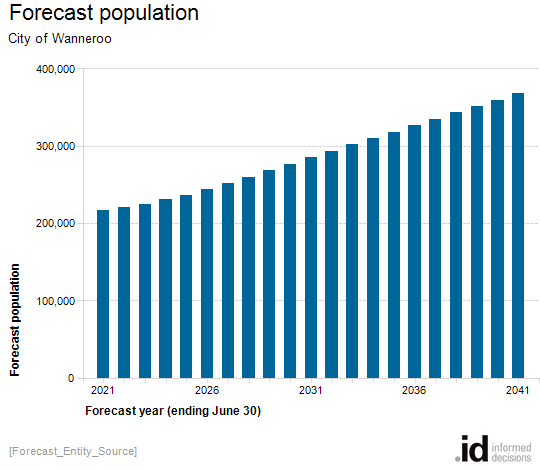 Forecast population
City of Wanneroo
400,000
300,000
200,000
100,000
0
Forecast population
2021 2026 2031 2036 2041
Forecast year (ending June 30)
[Forecast_Entity_Source]
.id informed
decisions